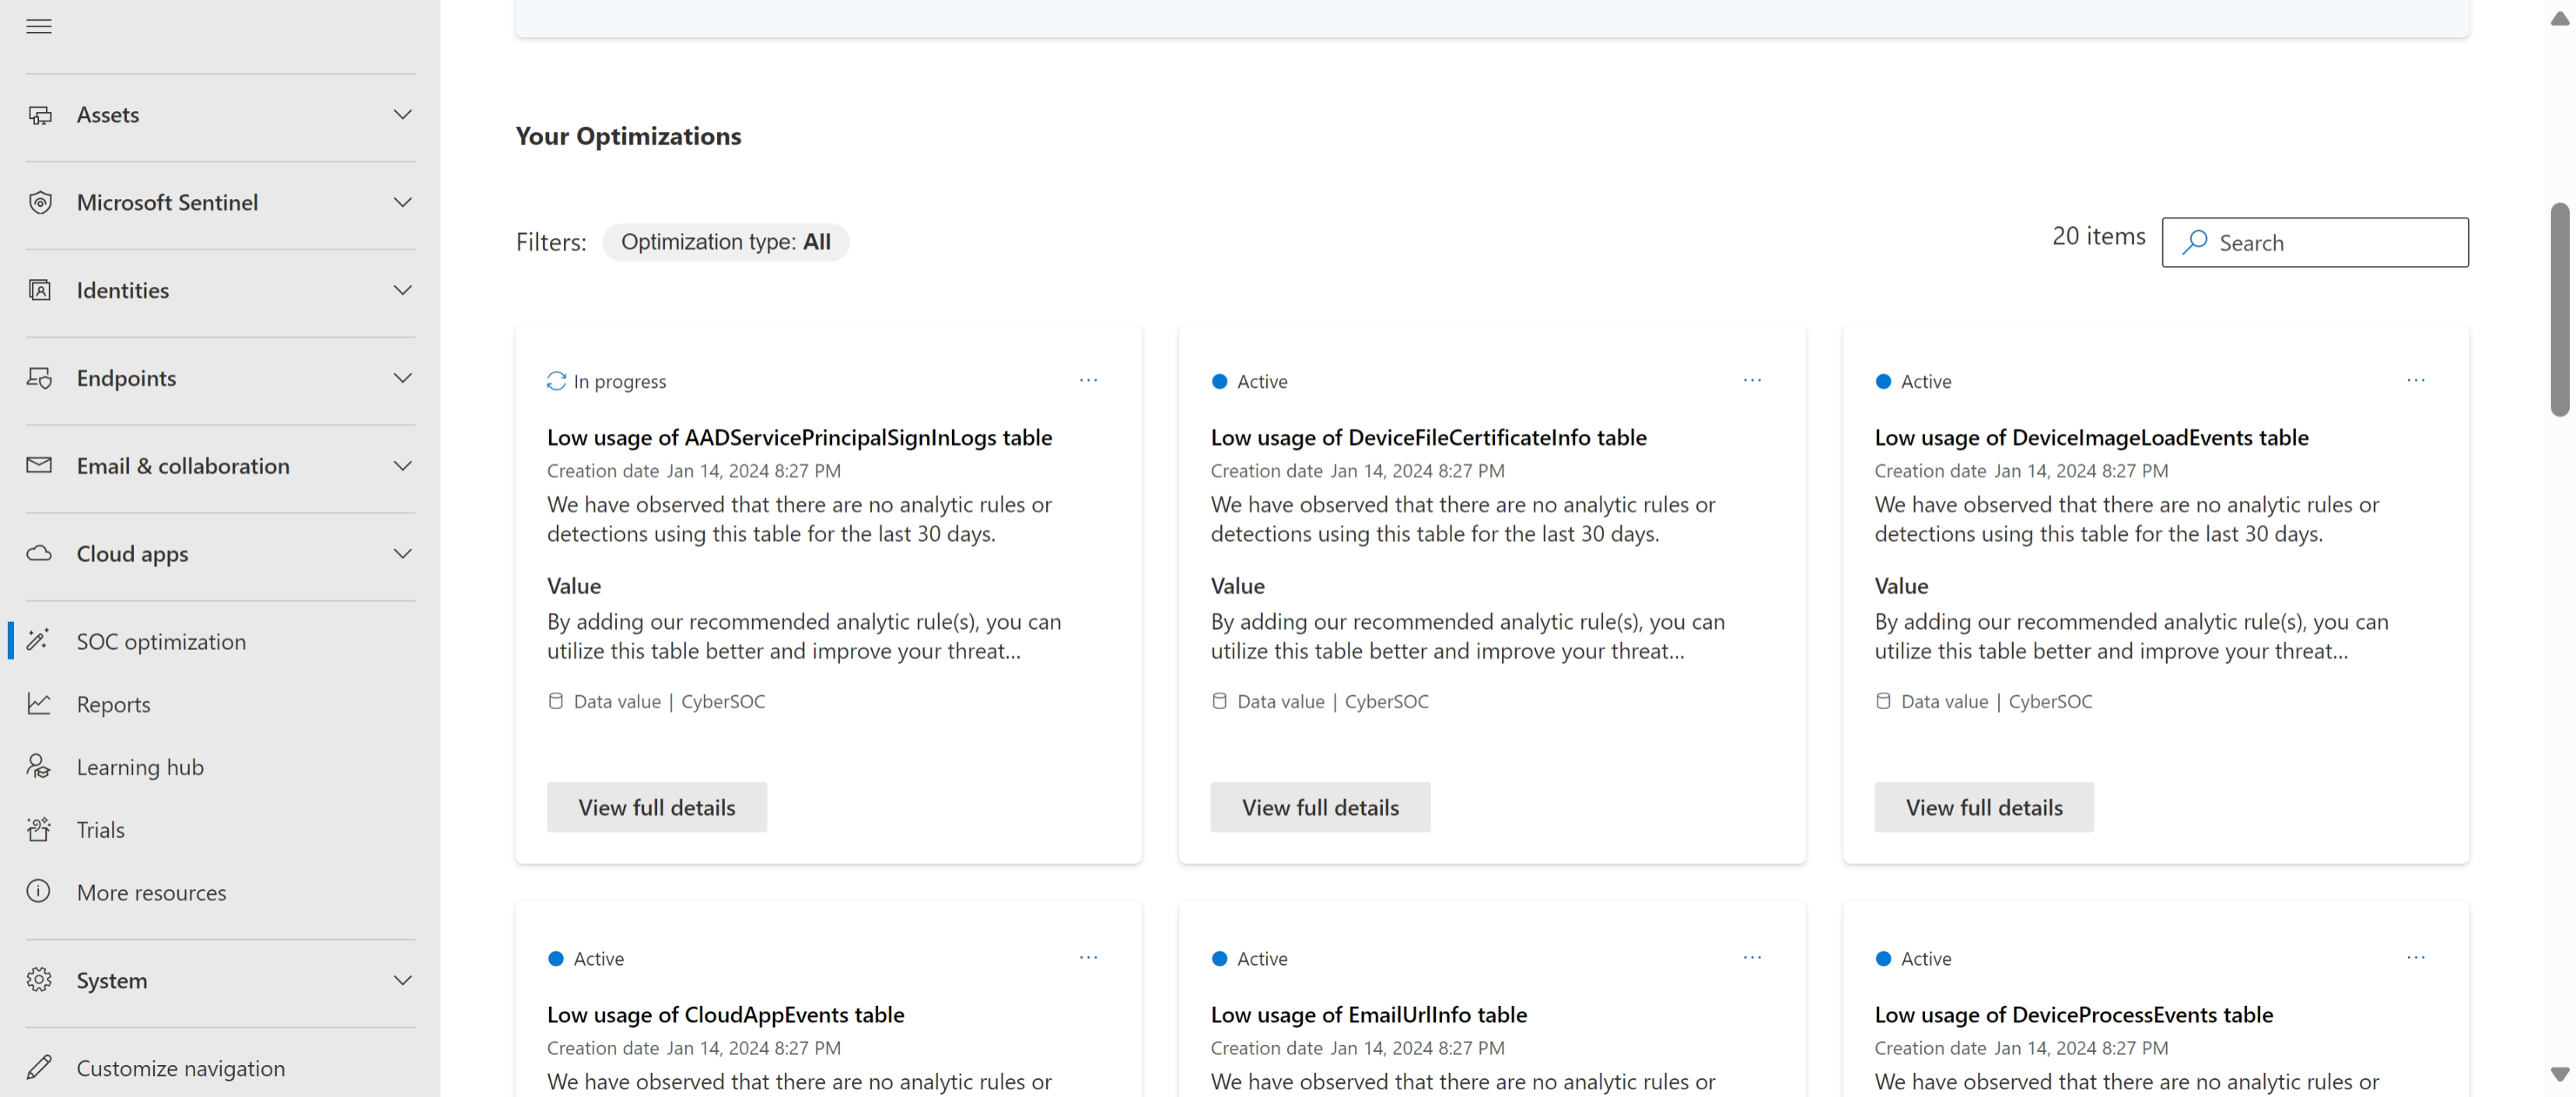 Assets
Microsoft Sentinel
Identities
Endpoints
Email & collaboration
Cloud apps
SOC optimization
Reports
Learning hub
Trials
More resources
System
Customize navigation
Your Optimizations
Filters: Optimization type: All
20 items
Search
In progress
Low usage of AADServicePrincipalSignInLogs table
Creation date Jan 14, 2024 8:27 PM
We have observed that there are no analytic rules or
detections using this table for the last 30 days.
Value
By adding our recommended analytic rule(s), you can
utilize this table better and improve your threat...
Data value | CyberSOC
View full details
Active
Low usage of DeviceFileCertificateInfo table
Creation date Jan 14, 2024 8:27 PM
We have observed that there are no analytic rules or
detections using this table for the last 30 days.
Value
By adding our recommended analytic rule(s), you can
utilize this table better and improve your threat...
Data value | CyberSOC
View full details
Active
Low usage of DeviceImageLoadEvents table
Creation date Jan 14, 2024 8:27 PM
We have observed that there are no analytic rules or
detections using this table for the last 30 days.
Value
By adding our recommended analytic rule(s), you can
utilize this table better and improve your threat...
Data value | CyberSOC
View full details
Active
Low usage of CloudAppEvents table
Creation date Jan 14, 2024 8:27 PM
We have observed that there are no analytic rules or
Active
Low usage of EmailUrlInfo table
Creation date Jan 14, 2024 8:27 PM
We have observed that there are no analytic rules or
Active
Low usage of DeviceProcessEvents table
Creation date Jan 14, 2024 8:27 PM
We have observed that there are no analytic rules or